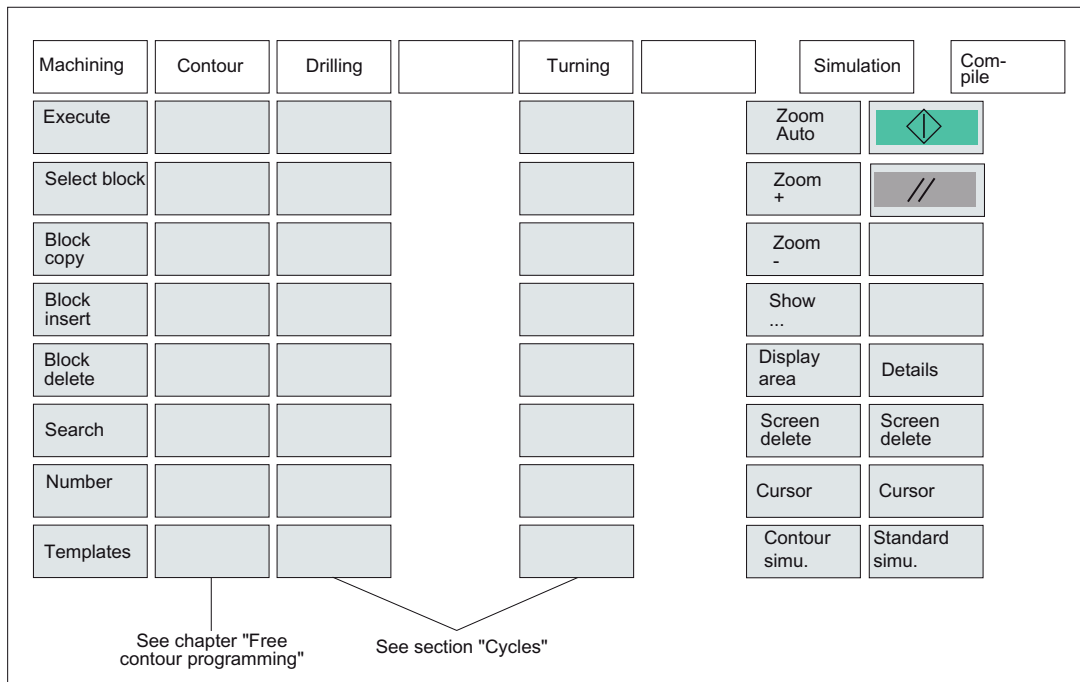 Machining
Contour
Drilling
Turning
Simulation
Com-
pile
Execute
Select block
Block
copy
Block
insert
Block
delete
Search
Number
Templates
Zoom
Auto
Zoom
+
Zoom
-
Show
...
Display
area
Details
Screen
delete
Screen
delete
Cursor
Cursor
Contour
simu.
Standard
simu.
See chapter "Free
contour programming"
See section "Cycles"